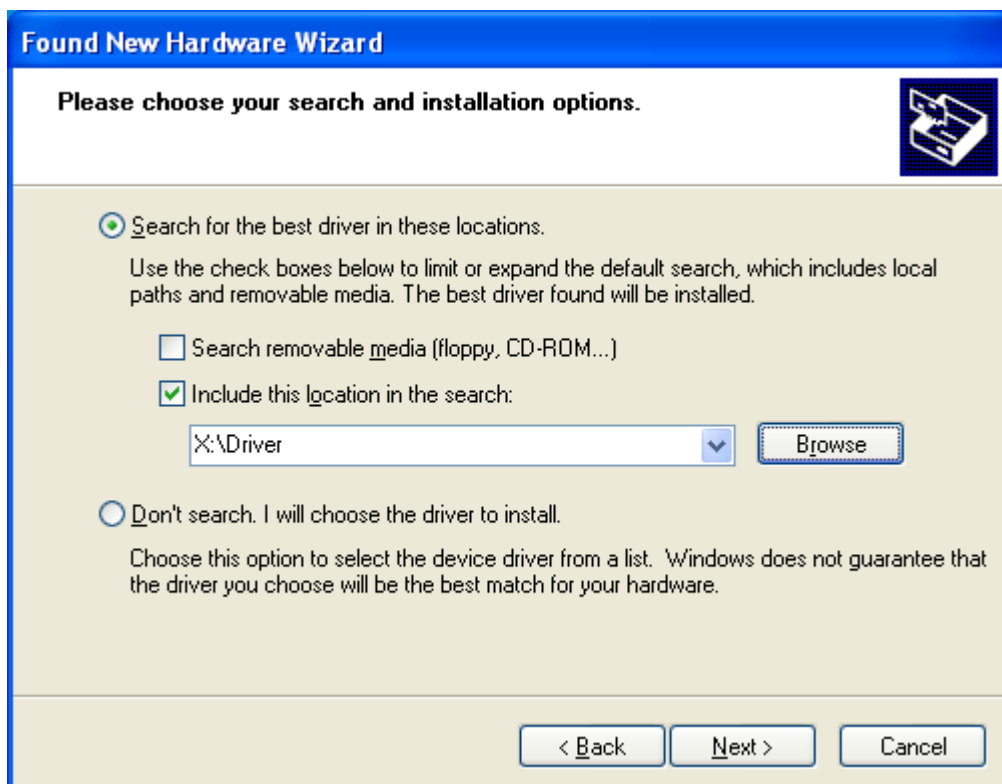 Found New Hardware Wizard
Please choose your search and installation options.
Search for the best driver in these locations.
Use the check boxes below to limit or expand the default search, which includes local
paths and removable media. The best driver found will be installed.
Search removable media (floppy, CD-ROM...)
Include this location in the search:
X:\Driver
Browse
Don't search. I will choose the driver to install.
Choose this option to select the device driver from a list.  Windows does not guarantee that
the driver you choose will be the best match for your hardware.
< Back
Next >
Cancel